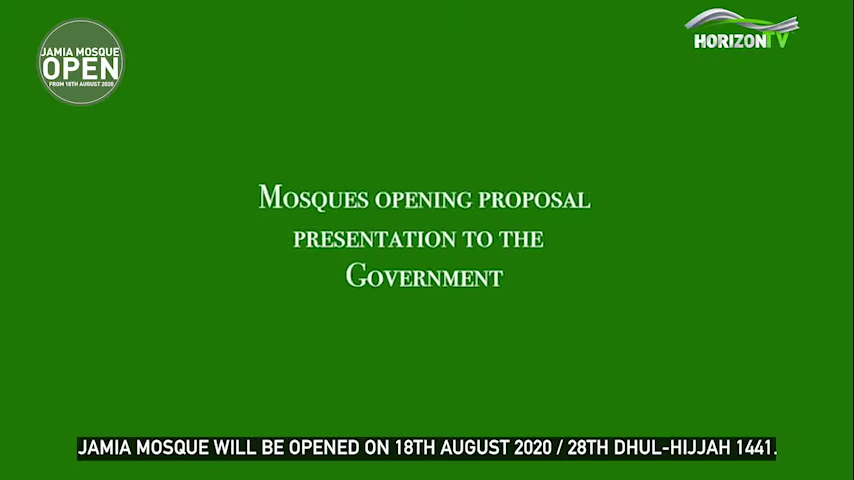 JAMIA MOSQUE
OPEN
FROM 18TH AUGUST 2020
HORIZONTV
MOSQUES OPENING PROPOSAL
PRESENTATION TO THE
GOVERNMENT
JAMIA MOSQUE WILL BE OPENED ON 18TH AUGUST 2020 / 28TH DHUL-HIJJAH 1441.